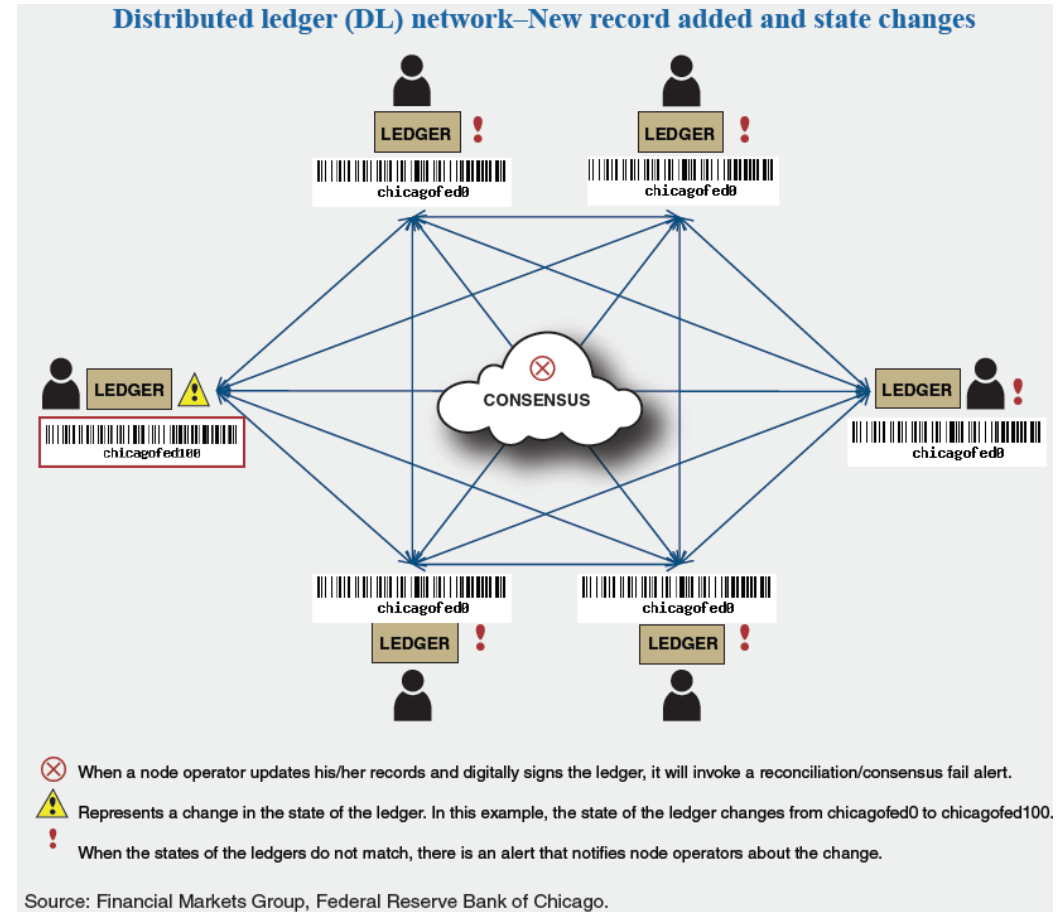 Distributed ledger (DL) network–New record added and state changes
LEDGER
chicagofed0
LEDGER
chicagofed0
LEDGER
chicagofed100
CONSENSUS
LEDGER
chicagofed0
chicagofed0
LEDGER
chicagofed0
LEDGER
When a node operator updates his/her records and digitally signs the ledger, it will invoke a reconciliation/consensus fail alert.
Represents a change in the state of the ledger. In this example, the state of the ledger changes from chicagofed0 to chicagofed100.
When the states of the ledgers do not match, there is an alert that notifies node operators about the change.
Source: Financial Markets Group, Federal Reserve Bank of Chicago.